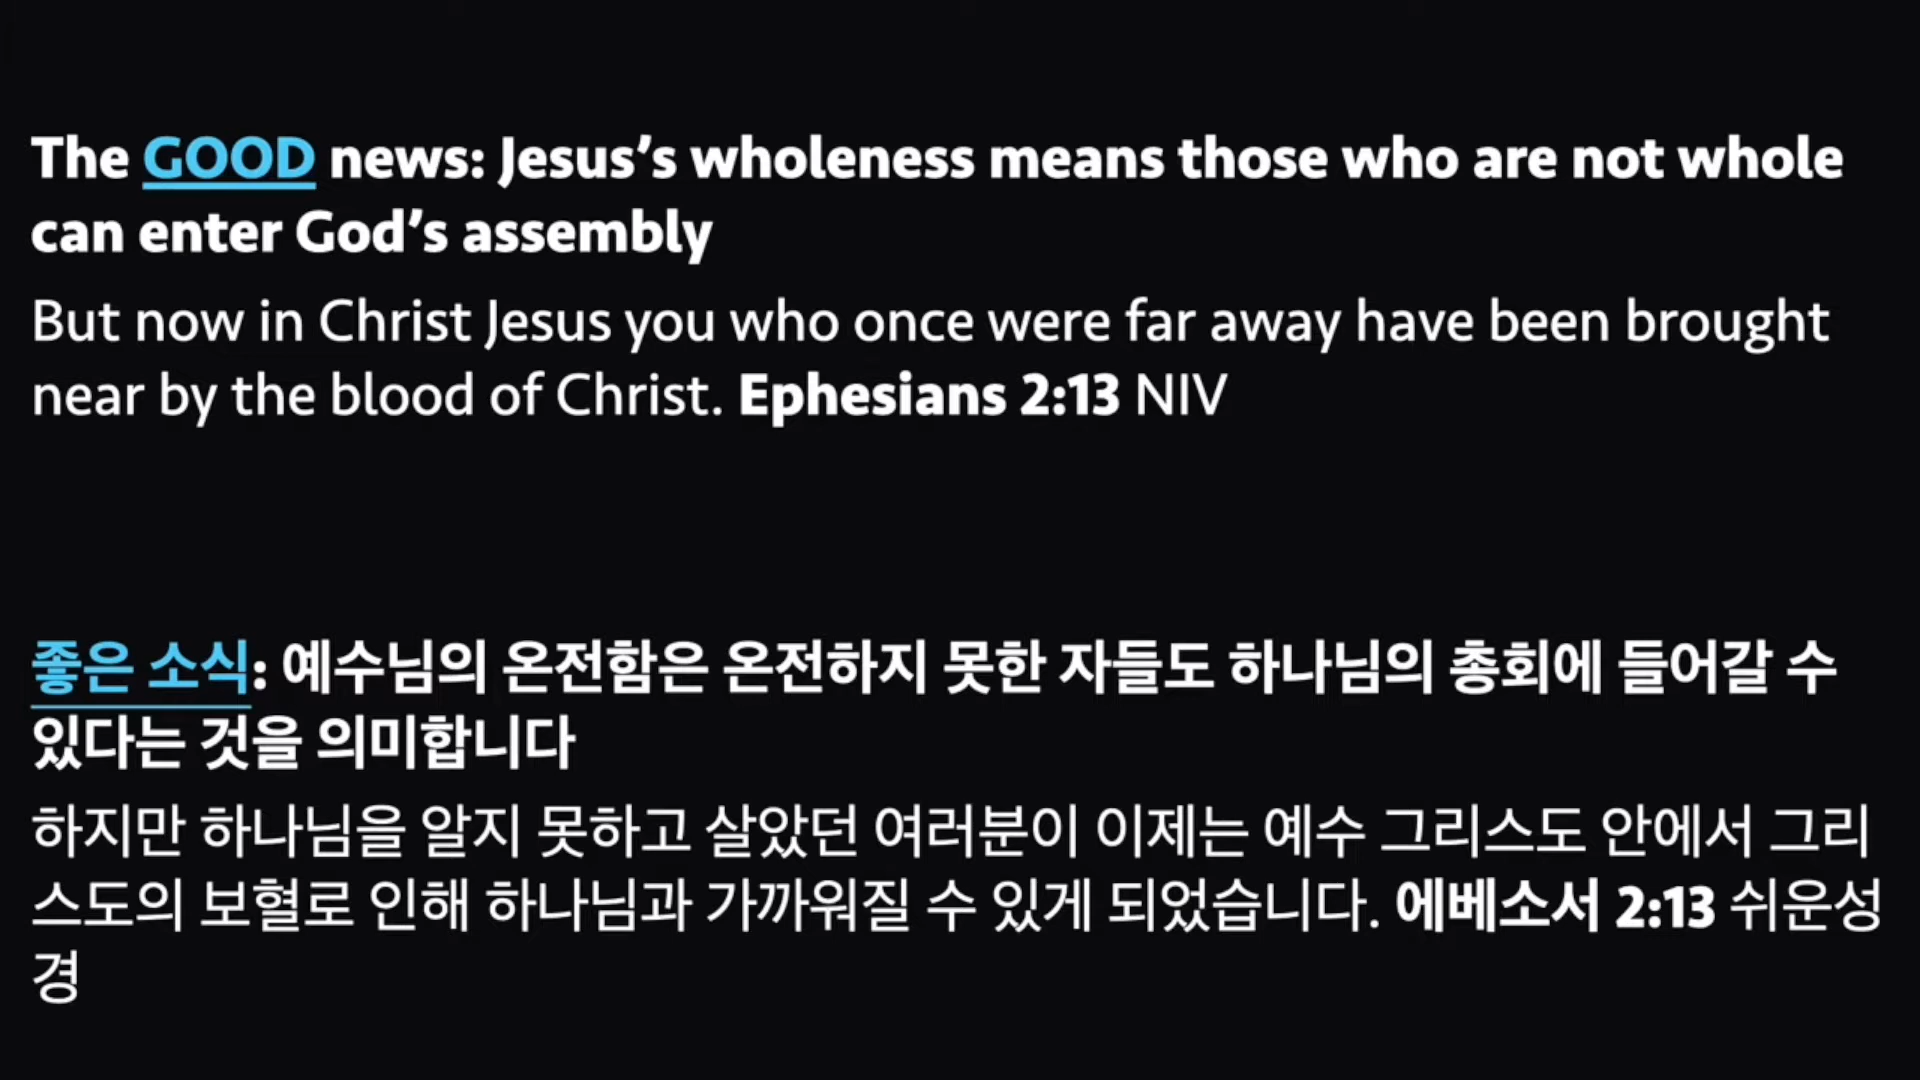 The GOOD news: Jesus’s wholeness means those who are not whole
can enter God’s assembly
But now in Christ Jesus you who once were far away have been brought
near by the blood of Christ. Ephesians 2:13 NIV
좋은 소식: 예수님의 온전함은 온전하지 못한 자들도 하나님의 총회에 들어갈 수
있다는 것을 의미합니다
하지만 하나님을 알지 못하고 살았던 여러분이 이제는 예수 그리스도 안에서 그리
스도의 보혈로 인해 하나님과 가까워질 수 있게 되었습니다. 에베소서 2:13 쉬운성
경